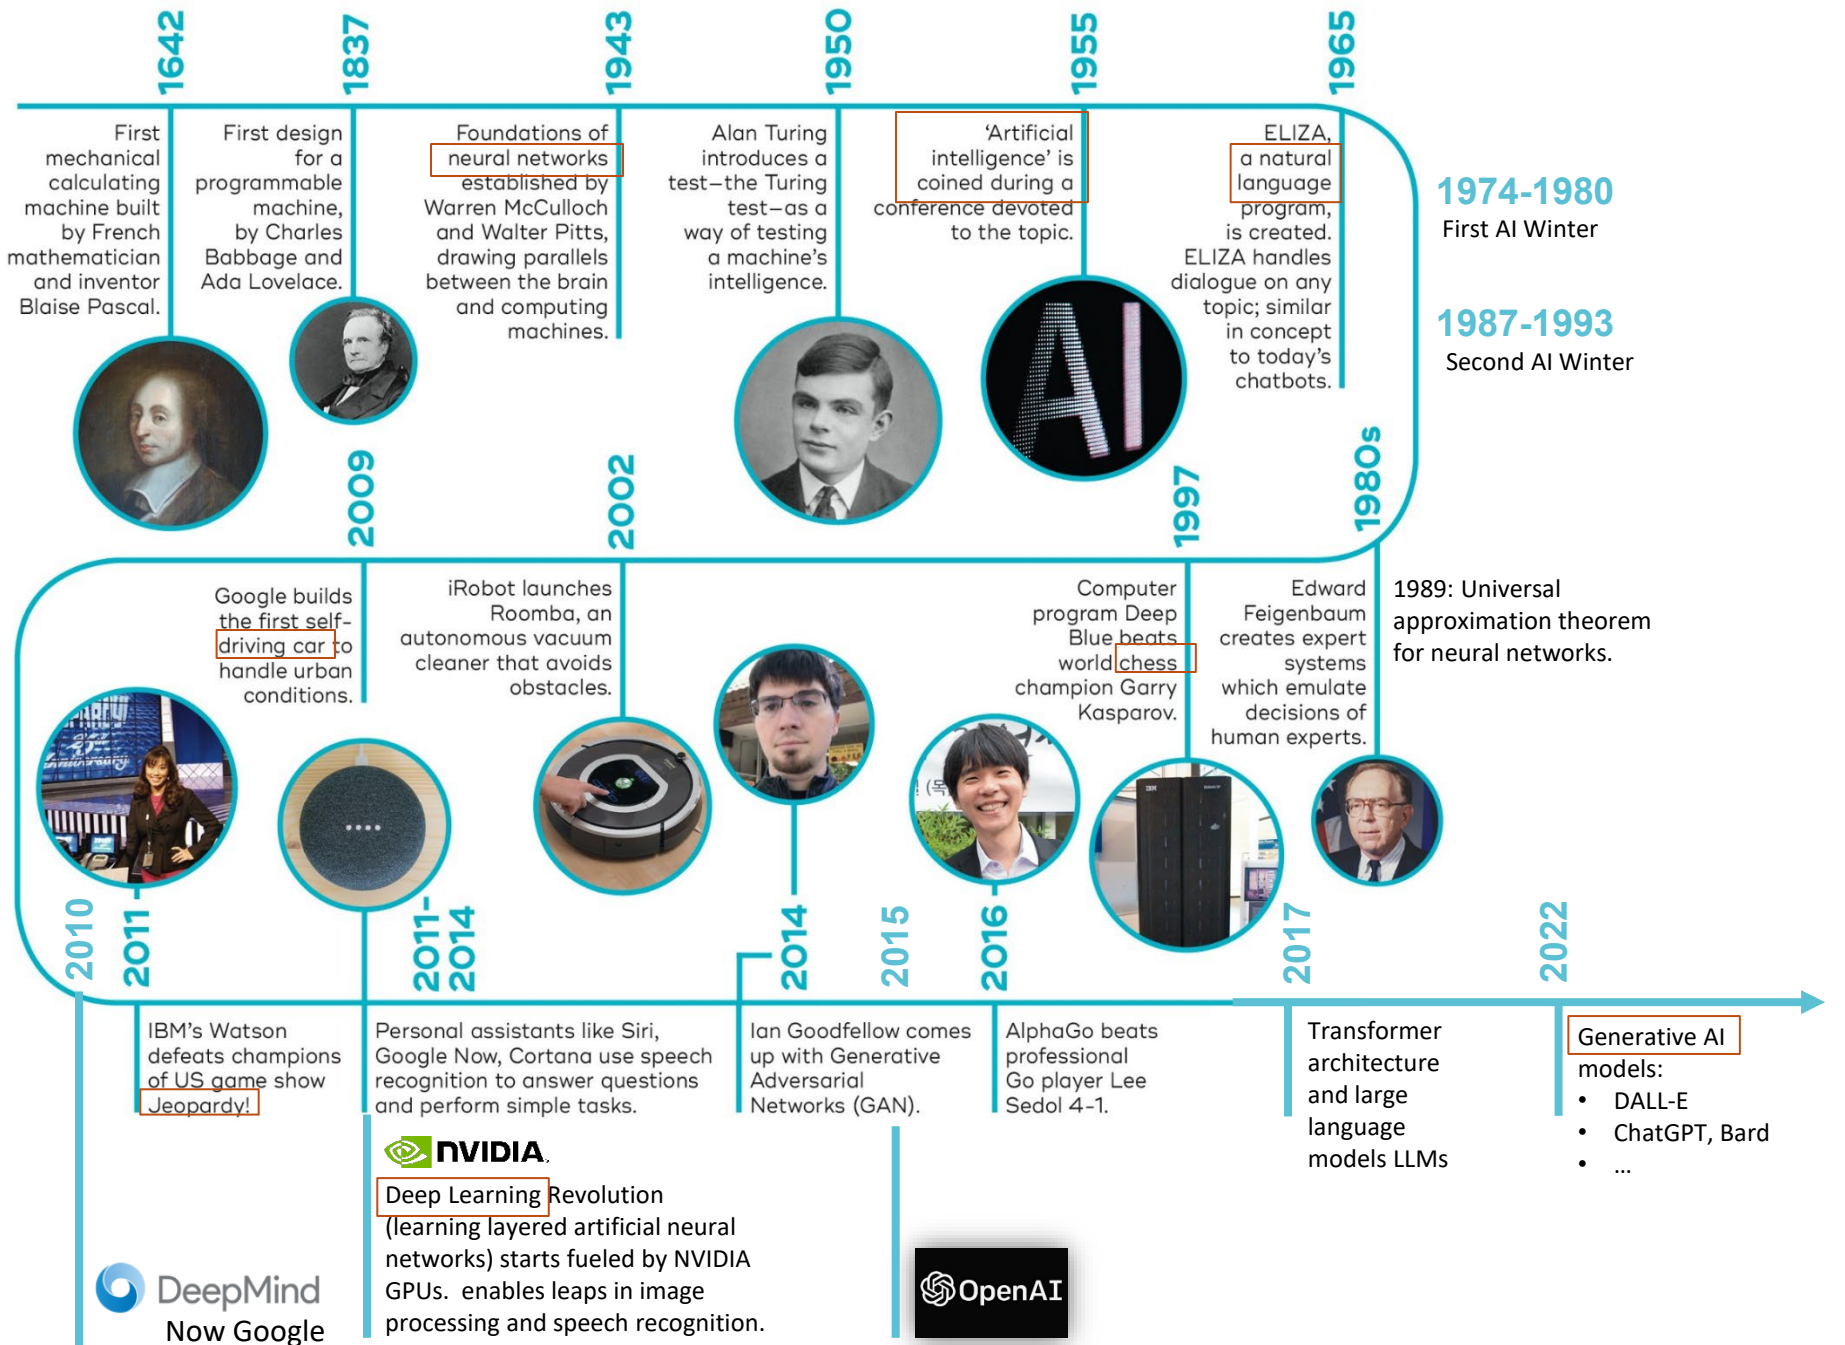 1642
First
mechanical
calculating
machine built
by French
mathematician
and inventor
Blaise Pascal.
1837
First design
for a
programmable
machine,
by Charles
Babbage and
Ada Lovelace.
1943
Foundations of
neural networks
established by
Warren McCulloch
and Walter Pitts,
drawing parallels
between the brain
and computing
machines.
1950
Alan Turing
introduces a
test—the Turing
test—as a
way of testing
a machine's
intelligence.
1955
'Artificial
intelligence' is
coined during a
conference devoted
to the topic.
AI
1965
ELIZA,
a natural
language
program,
is created.
ELIZA handles
dialogue on any
topic; similar
in concept
to today's
chatbots.
1974-1980
First AI Winter
1987-1993
Second AI Winter
1980s
Edward
Feigenbaum
creates expert
systems
which emulate
decisions of
human experts.
1989: Universal
approximation theorem
for neural networks.
1997
Computer
program Deep
Blue beats
world chess
champion Garry
Kasparov.
IBM
2002
iRobot launches
Roomba, an
autonomous vacuum
cleaner that avoids
obstacles.
2009
Google builds
the first self-
driving car to
handle urban
conditions.
2010
DeepMind
Now Google
2011
Anniversary
IBM's Watson
defeats champions
of US game show
Jeopardy!
2011-
2014
Personal assistants like Siri,
Google Now, Cortana use speech
recognition to answer questions
and perform simple tasks.
NVIDIA.
Deep Learning Revolution
(learning layered artificial neural
networks) starts fueled by NVIDIA
GPUs.  enables leaps in image
processing and speech recognition.
2014
Ian Goodfellow comes
up with Generative
Adversarial
Networks (GAN).
2015
OpenAI
2016
(목
AlphaGo beats
professional
Go player Lee
Sedol 4-1.
2017
Transformer
architecture
and large
language
models LLMs
2022
Generative AI
models:
• DALL-E
• ChatGPT, Bard
• ...